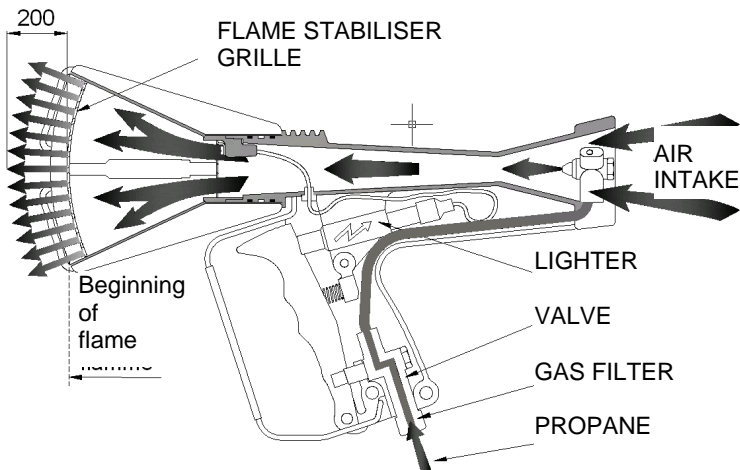 200
FLAME STABILISER
GRILLE
AIR
INTAKE
LIGHTER
Beginning
of
flame
VALVE
GAS FILTER
PROPANE